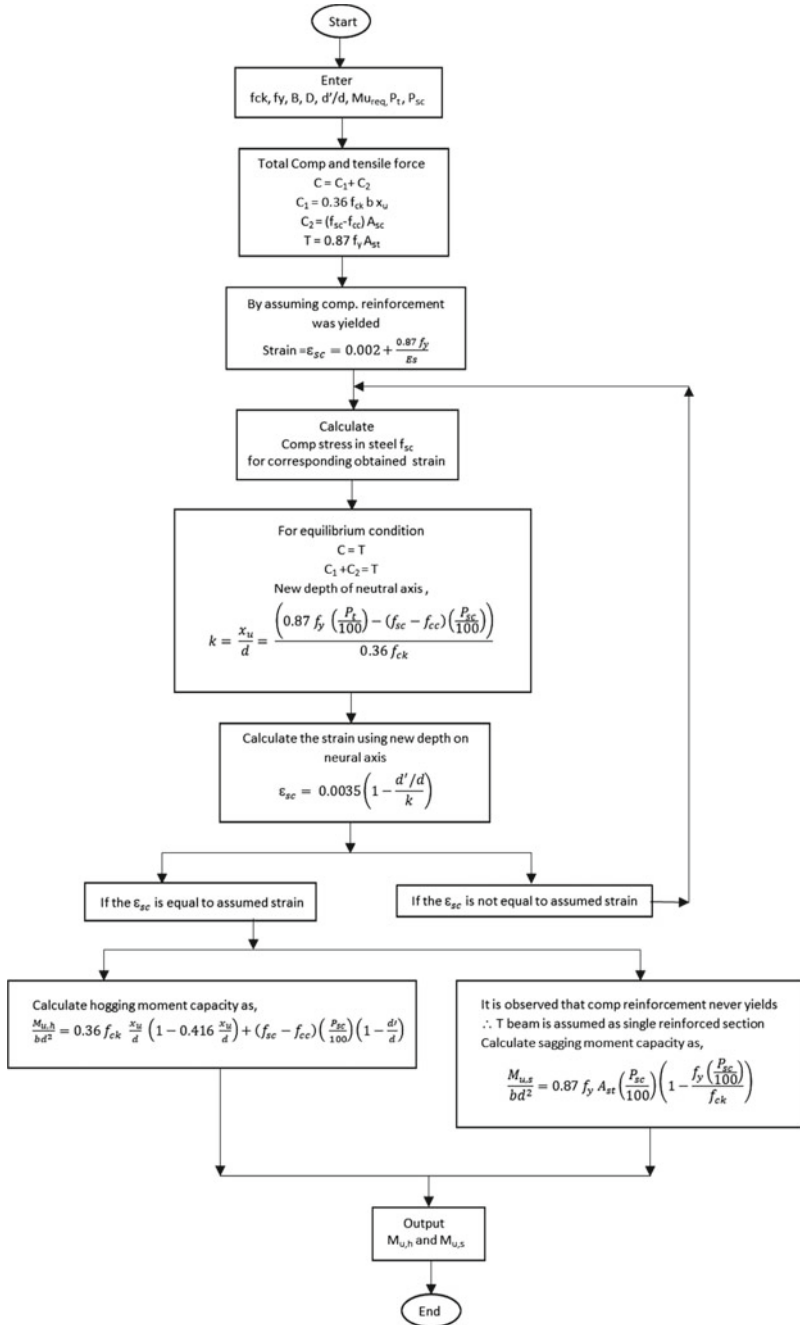 Start
Enter
fck, fy, B, D, d'/d, Mu_req, P_t, P_sc
Total Comp and tensile force
C = C₁+ C₂
C₁ = 0.36 f_ck b x_u
C₂ = (f_sc-f_cc) A_sc
T = 0.87 f_y A_st
By assuming comp. reinforcement
was yielded
Strain =ε_sc = 0.002 + 0.87 f_y/Es
Calculate
Comp stress in steel f_sc
for corresponding obtained strain
For equilibrium condition
C = T
C₁ +C₂ = T
New depth of neutral axis ,
k = x_u/d = (0.87 f_y (P_t/100) − (f_sc − f_cc)(P_sc/100))/0.36 f_ck
Calculate the strain using new depth on
neural axis
ε_sc = 0.0035(1 − (d'/d)/k)
If the ε_sc is equal to assumed strain
If the ε_sc is not equal to assumed strain
Calculate hogging moment capacity as,
M_u,h/bd² = 0.36 f_ck x_u/d (1 − 0.416 x_u/d) + (f_sc − f_cc)(P_sc/100)(1 − d'/d)
It is observed that comp reinforcement never yields
∴ T beam is assumed as single reinforced section
Calculate sagging moment capacity as,
M_u,s/bd² = 0.87 f_y A_st(P_sc/100)(1 − f_y(P_sc/100)/f_ck)
Output
M_u,h and M_u,s
End